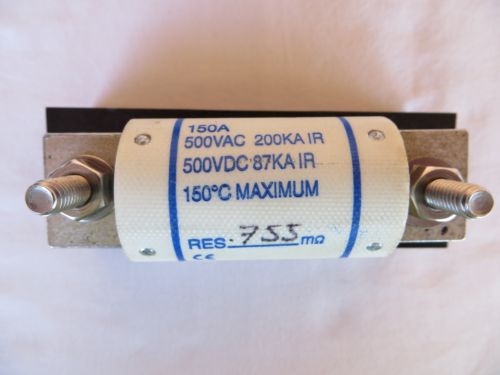 150A
500VAC 200KA IR
500VDC 87KA IR
150°C MAXIMUM
RES .755 mΩ
CE